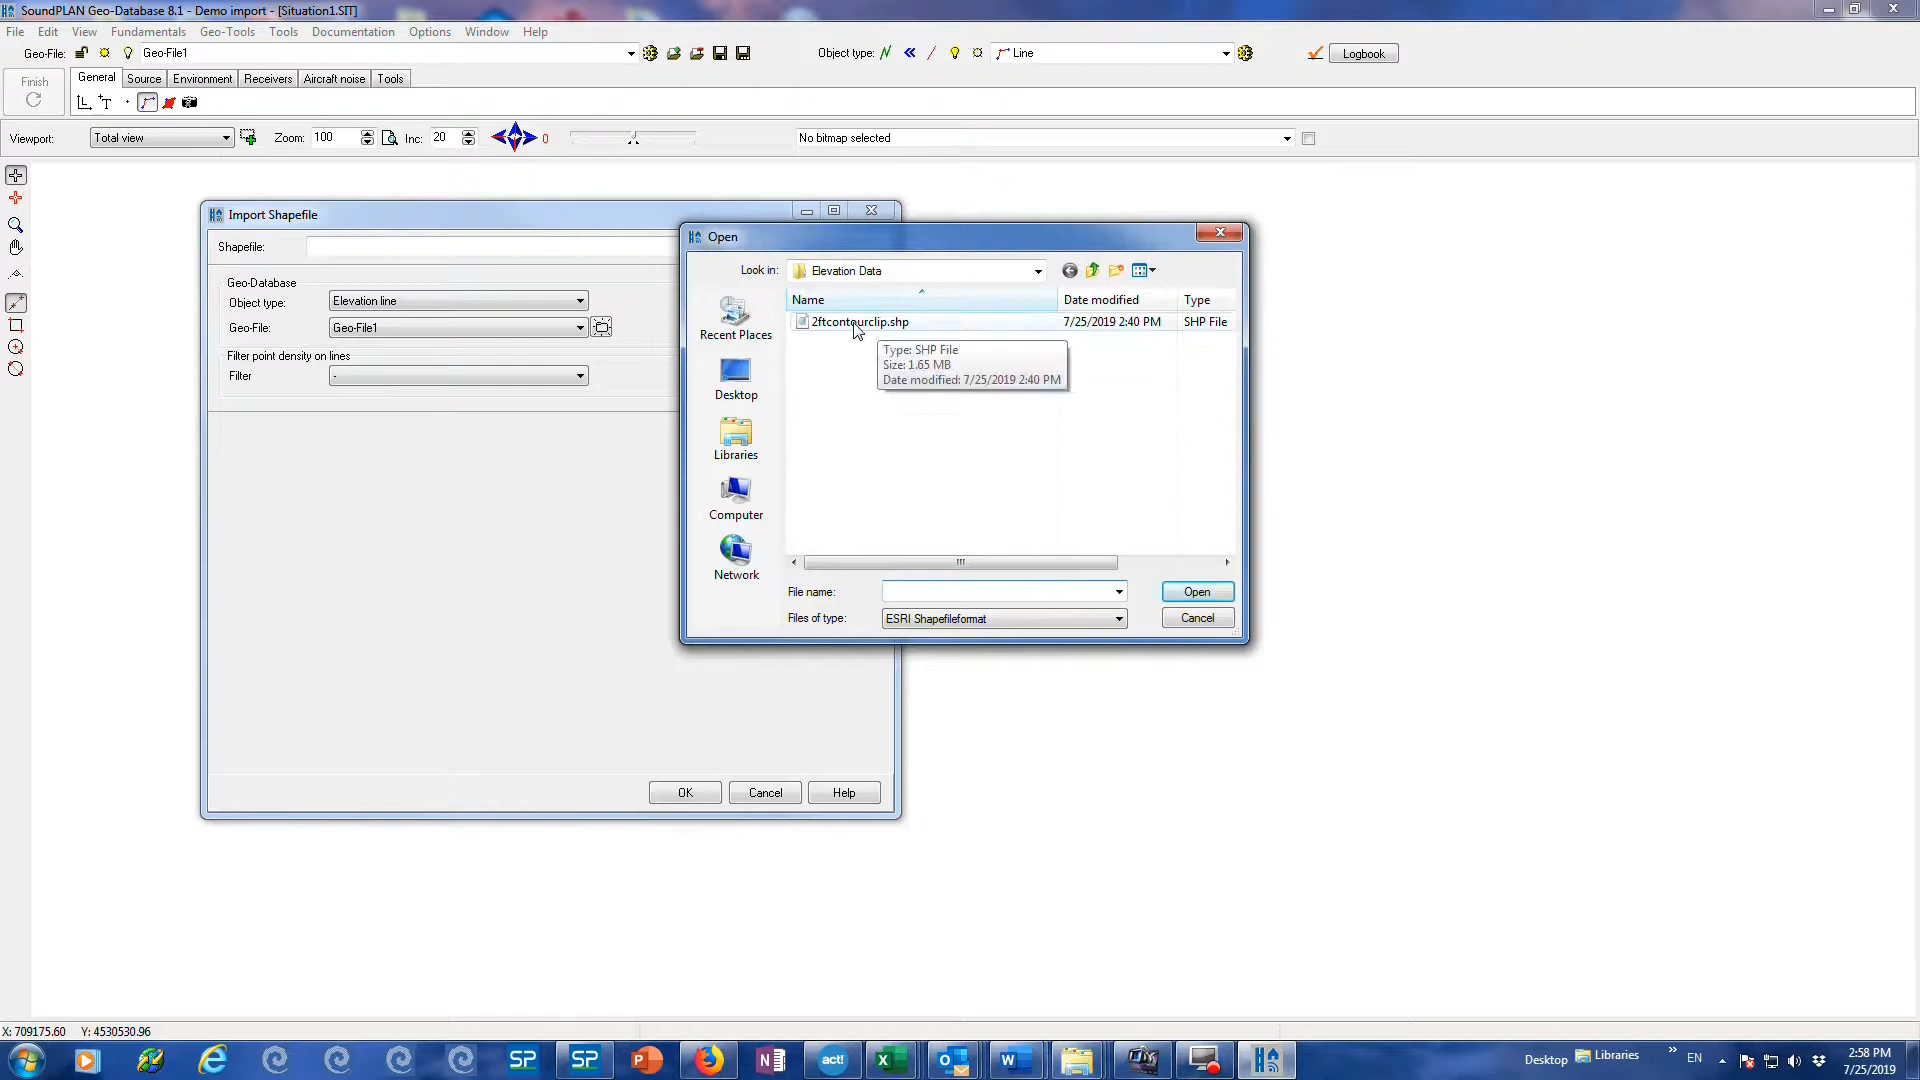 SoundPLAN Geo-Database 8.1 - Demo import - [Situation1.SIT]
File Edit View Fundamentals Geo-Tools Tools Documentation Options Window Help
Geo-File: Geo-File1 Object type: Line Logbook
Finish General Source Environment Receivers Aircraft noise Tools
Viewport: Total view Zoom: 100 Inc: 20 0 No bitmap selected
Import Shapefile
Shapefile:
Geo-Database
Object type: Elevation line
Geo-File: Geo-File1
Filter point density on lines
Filter -
OK Cancel Help
Open
Look in: Elevation Data
Name Date modified Type
2ftcontourclip.shp 7/25/2019 2:40 PM SHP File
Type: SHP File
Size: 1.65 MB
Date modified: 7/25/2019 2:40 PM
Recent Places
Desktop
Libraries
Computer
Network
File name: Open
Files of type: ESRI Shapefileformat Cancel
X: 709175.60 Y: 4530530.96
SP SP P N act! X O W Desktop Libraries » EN 2:58 PM
7/25/2019